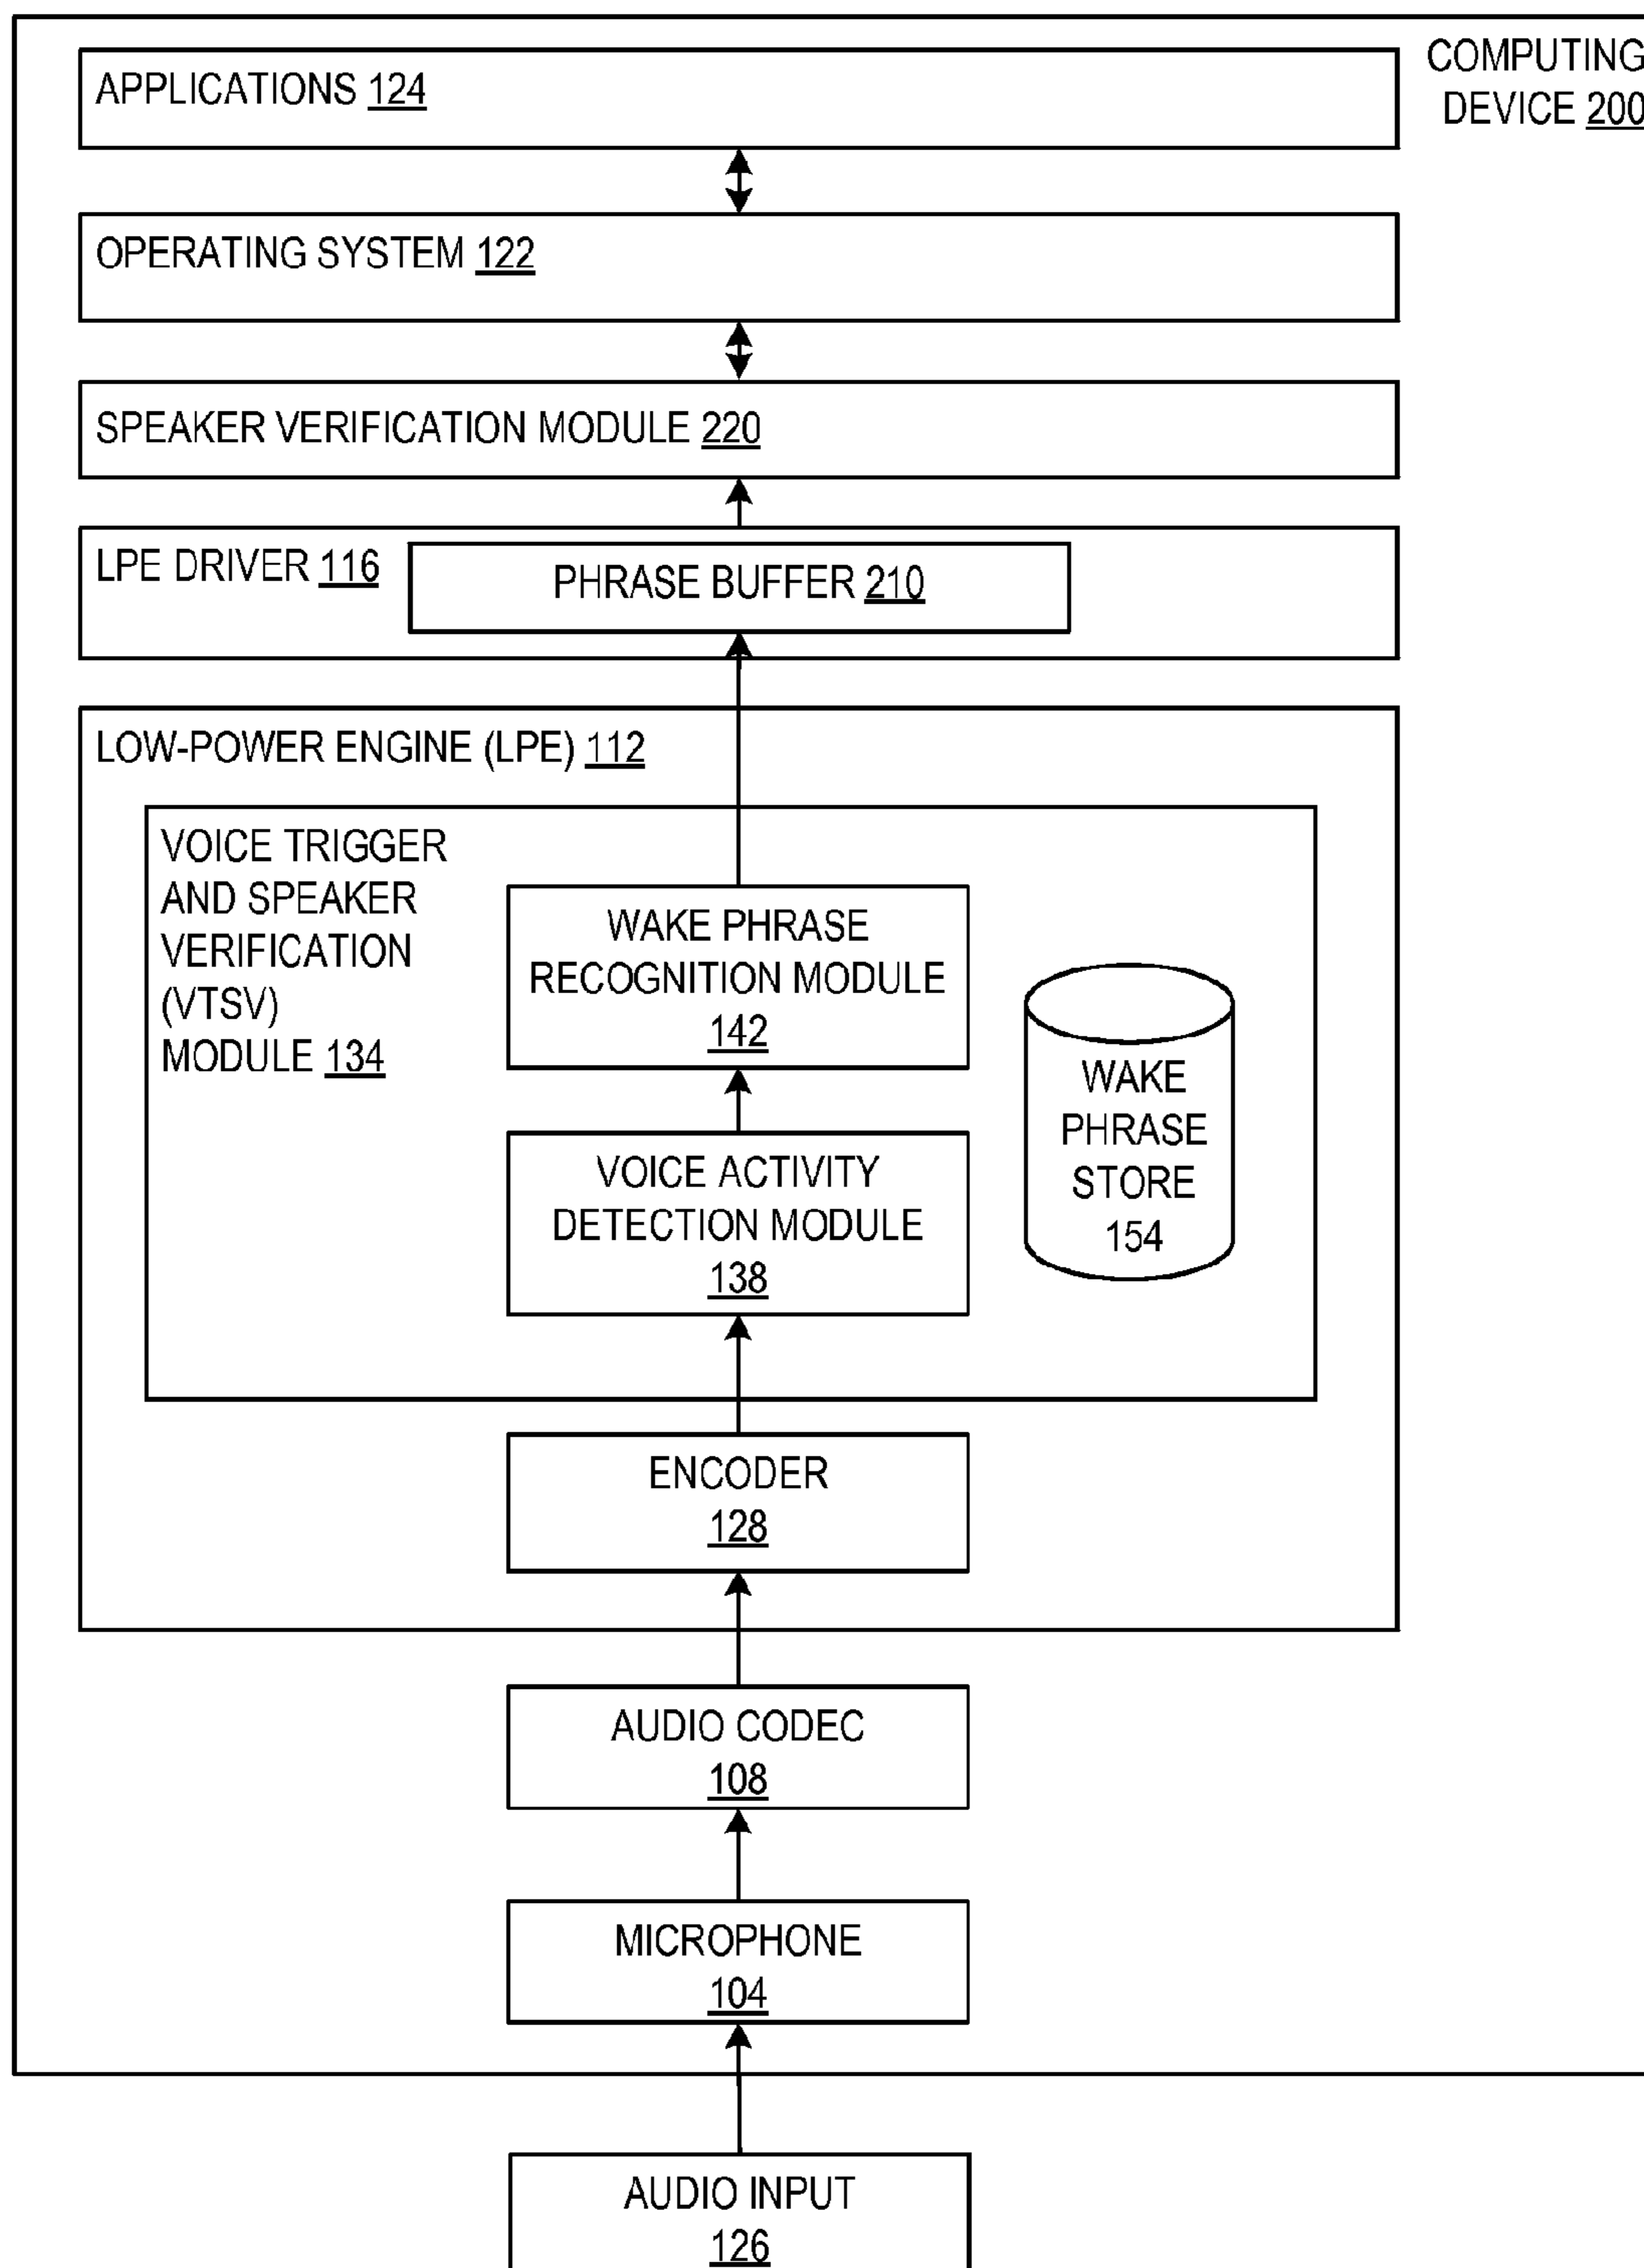 COMPUTING
DEVICE 200
APPLICATIONS 124
OPERATING SYSTEM 122
SPEAKER VERIFICATION MODULE 220
LPE DRIVER 116
PHRASE BUFFER 210
LOW-POWER ENGINE (LPE) 112
VOICE TRIGGER
AND SPEAKER
VERIFICATION
(VTSV)
MODULE 134
WAKE PHRASE
RECOGNITION MODULE
142
VOICE ACTIVITY
DETECTION MODULE
138
WAKE
PHRASE
STORE
154
ENCODER
128
AUDIO CODEC
108
MICROPHONE
104
AUDIO INPUT
126